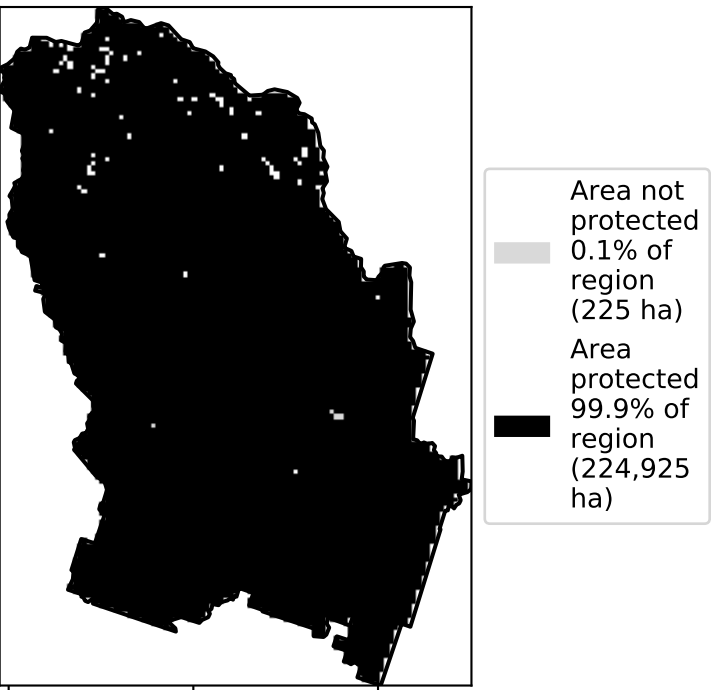 Area not
protected
0.1% of
region
(225 ha)
Area
protected
99.9% of
region
(224,925
ha)